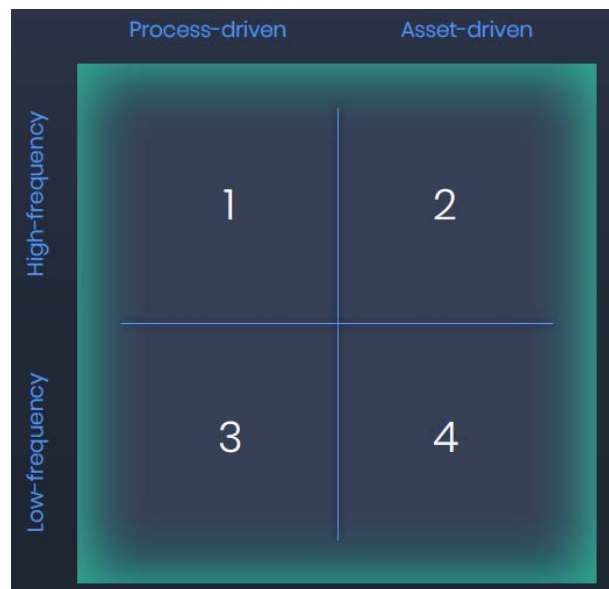 Process-driven Asset-driven
High-frequency
1 2
Low-frequency
3 4